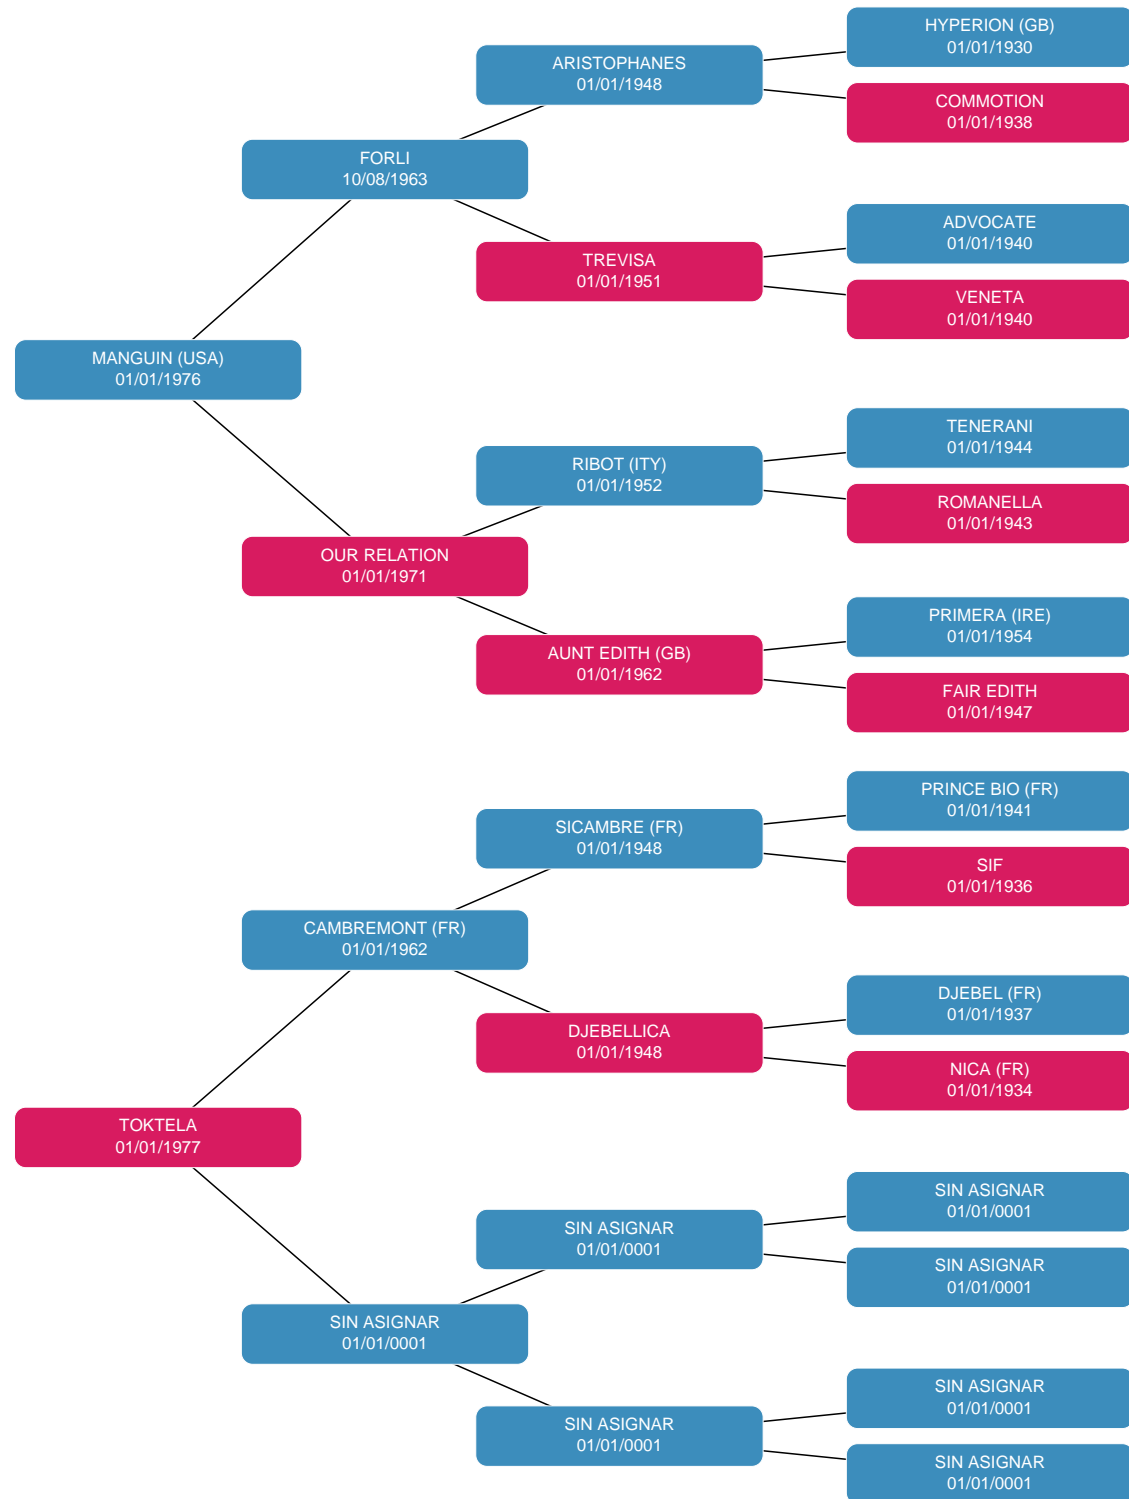 HYPERION (GB)
01/01/1930
ARISTOPHANES
01/01/1948
COMMOTION
01/01/1938
FORLI
10/08/1963
ADVOCATE
01/01/1940
TREVISA
01/01/1951
VENETA
01/01/1940
MANGUIN (USA)
01/01/1976
TENERANI
01/01/1944
RIBOT (ITY)
01/01/1952
ROMANELLA
01/01/1943
OUR RELATION
01/01/1971
PRIMERA (IRE)
01/01/1954
AUNT EDITH (GB)
01/01/1962
FAIR EDITH
01/01/1947
PRINCE BIO (FR)
01/01/1941
SICAMBRE (FR)
01/01/1948
SIF
01/01/1936
CAMBREMONT (FR)
01/01/1962
DJEBEL (FR)
01/01/1937
DJEBELLICA
01/01/1948
NICA (FR)
01/01/1934
TOKTELA
01/01/1977
SIN ASIGNAR
01/01/0001
SIN ASIGNAR
01/01/0001
SIN ASIGNAR
01/01/0001
SIN ASIGNAR
01/01/0001
SIN ASIGNAR
01/01/0001
SIN ASIGNAR
01/01/0001
SIN ASIGNAR
01/01/0001